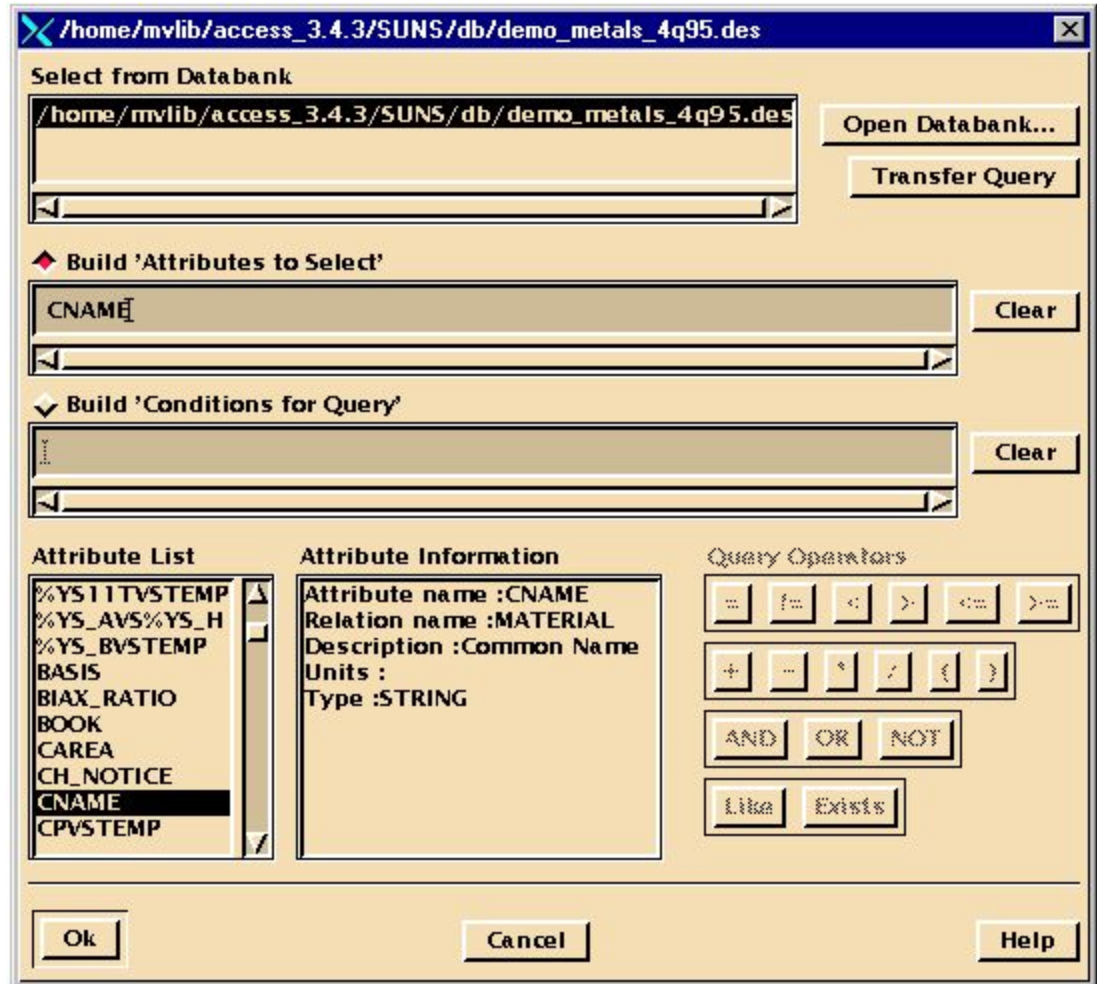 /home/mvlib/access_3.4.3/SUNS/db/demo_metals_4q95.des
Select from Databank
/home/mvlib/access_3.4.3/SUNS/db/demo_metals_4q95.des
Open Databank...
Transfer Query
Build 'Attributes to Select'
CNAME
Clear
Build 'Conditions for Query'
Clear
Attribute List
%YS11TVSTEMP
%YS_AVS%YS_H
%YS_BVSTEMP
BASIS
BIAX_RATIO
BOOK
CAREA
CH_NOTICE
CNAME
CPVSTEMP
Attribute Information
Attribute name :CNAME
Relation name :MATERIAL
Description :Common Name
Units :
Type :STRING
Query Operators
= != < > <= >=
+ - * / ( )
AND OR NOT
Like Exists
Ok Cancel Help